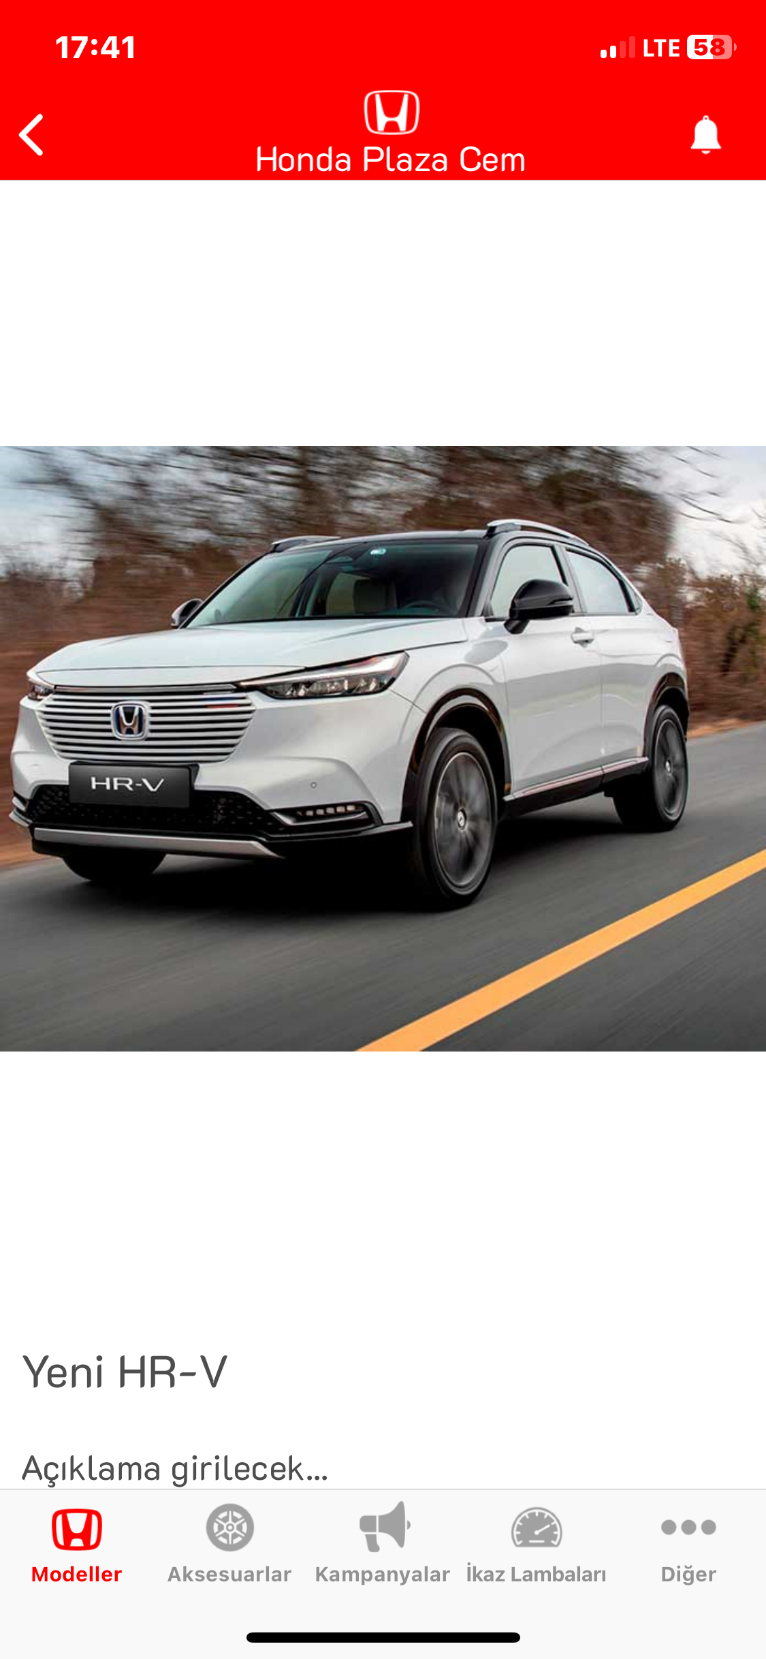 17:41
LTE 58
Honda Plaza Cem
HR-V
Yeni HR-V
Açıklama girilecek...
Modeller
Aksesuarlar
Kampanyalar
İkaz Lambaları
Diğer